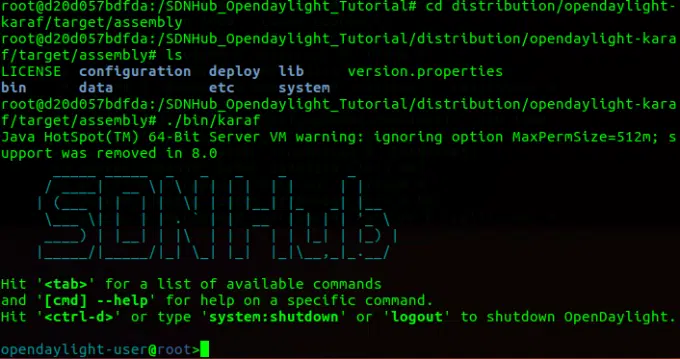 root@d20d057bdfda:/SDNHub_Opendaylight_Tutorial# cd distribution/opendaylight-
karaf/target/assembly
root@d20d057bdfda:/SDNHub_Opendaylight_Tutorial/distribution/opendaylight-kara
f/target/assembly# ls
LICENSE configuration deploy lib version.properties
bin data etc system
root@d20d057bdfda:/SDNHub_Opendaylight_Tutorial/distribution/opendaylight-kara
f/target/assembly# ./bin/karaf
Java HotSpot(TM) 64-Bit Server VM warning: ignoring option MaxPermSize=512m; s
upport was removed in 8.0
SDNHub
Hit '<tab>' for a list of available commands
and '[cmd] --help' for help on a specific command.
Hit '<ctrl-d>' or type 'system:shutdown' or 'logout' to shutdown OpenDaylight.
opendaylight-user@root>